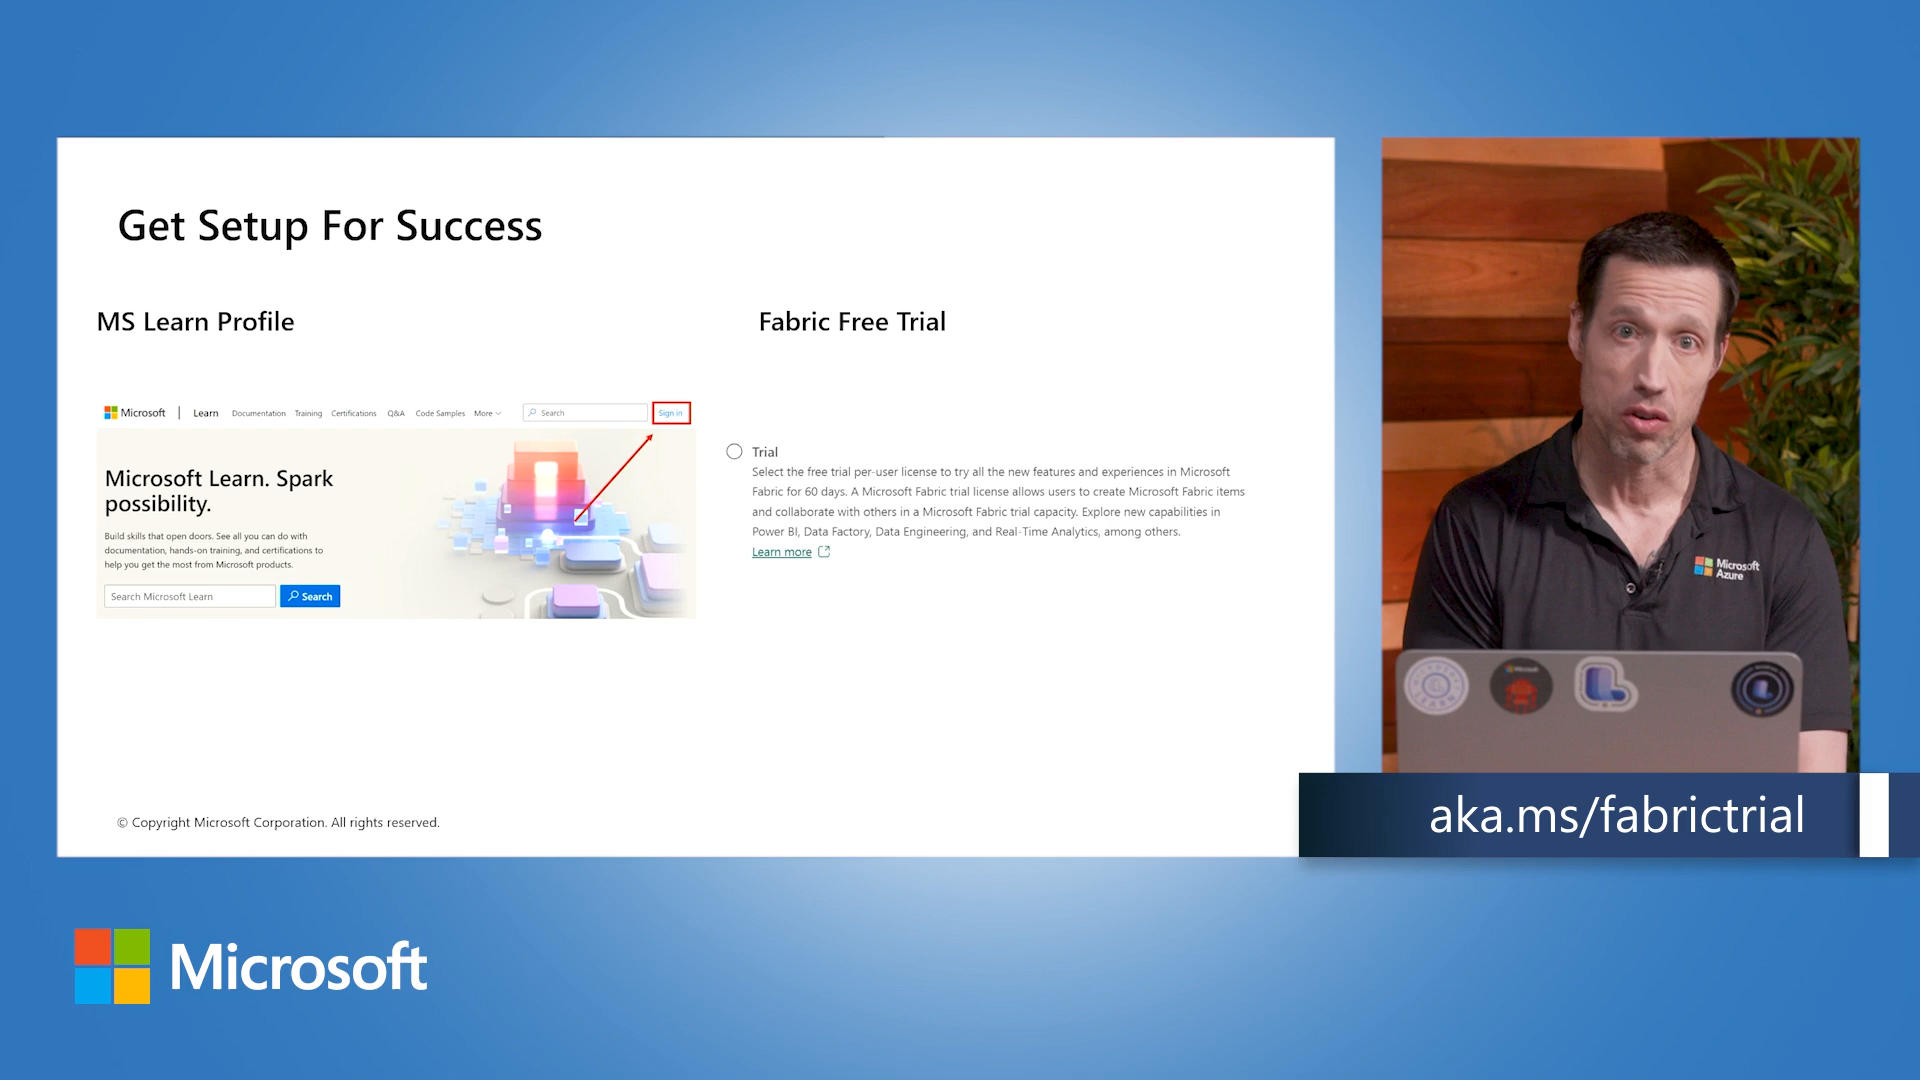 Get Setup For Success
MS Learn Profile
Microsoft | Learn Documentation Training Certifications Q&A Code Samples More Search Sign in
Microsoft Learn. Spark
possibility.
Build skills that open doors. See all you can do with
documentation, hands-on training, and certifications to
help you get the most from Microsoft products.
Search Microsoft Learn Search
Fabric Free Trial
Trial
Select the free trial per-user license to try all the new features and experiences in Microsoft
Fabric for 60 days. A Microsoft Fabric trial license allows users to create Microsoft Fabric items
and collaborate with others in a Microsoft Fabric trial capacity. Explore new capabilities in
Power BI, Data Factory, Data Engineering, and Real-Time Analytics, among others.
Learn more
© Copyright Microsoft Corporation. All rights reserved.
Microsoft
Azure
aka.ms/fabrictrial
Microsoft